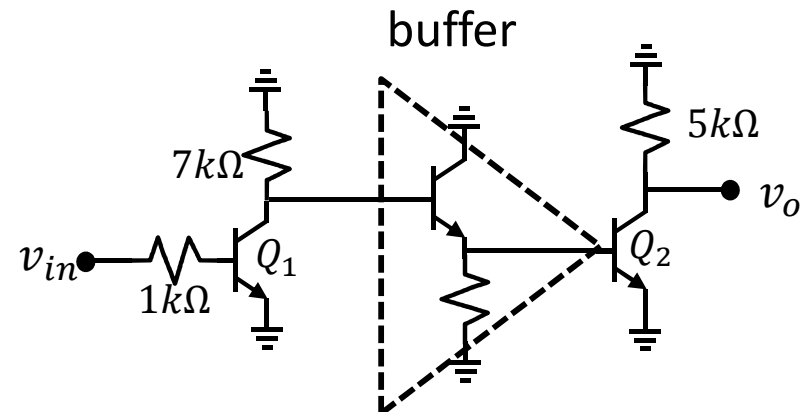 buffer
5kΩ
7kΩ
v_o
v_in
Q_1
Q_2
1kΩ